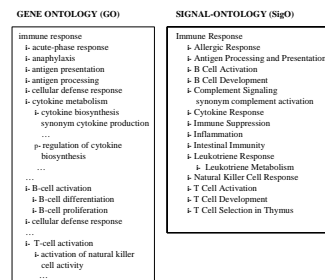 GENE ONTOLOGY (GO)
immune response
i- acute-phase response
i- anaphylaxis
i- antigen presentation
i- antigen processing
i- cellular defense response
i- cytokine metabolism
i- cytokine biosynthesis
synonym cytokine production
…
p- regulation of cytokine
biosynthesis
…
…
i- B-cell activation
i- B-cell differentiation
i- B-cell proliferation
i- cellular defense response
…
i- T-cell activation
i- activation of natural killer
cell activity
…
SIGNAL-ONTOLOGY (SigO)
Immune Response
i- Allergic Response
i- Antigen Processing and Presentation
i- B Cell Activation
i- B Cell Development
i- Complement Signaling
synonym complement activation
i- Cytokine Response
i- Immune Suppression
i- Inflammation
i- Intestinal Immunity
i- Leukotriene Response
i- Leukotriene Metabolism
i- Natural Killer Cell Response
i- T Cell Activation
i- T Cell Development
i- T Cell Selection in Thymus